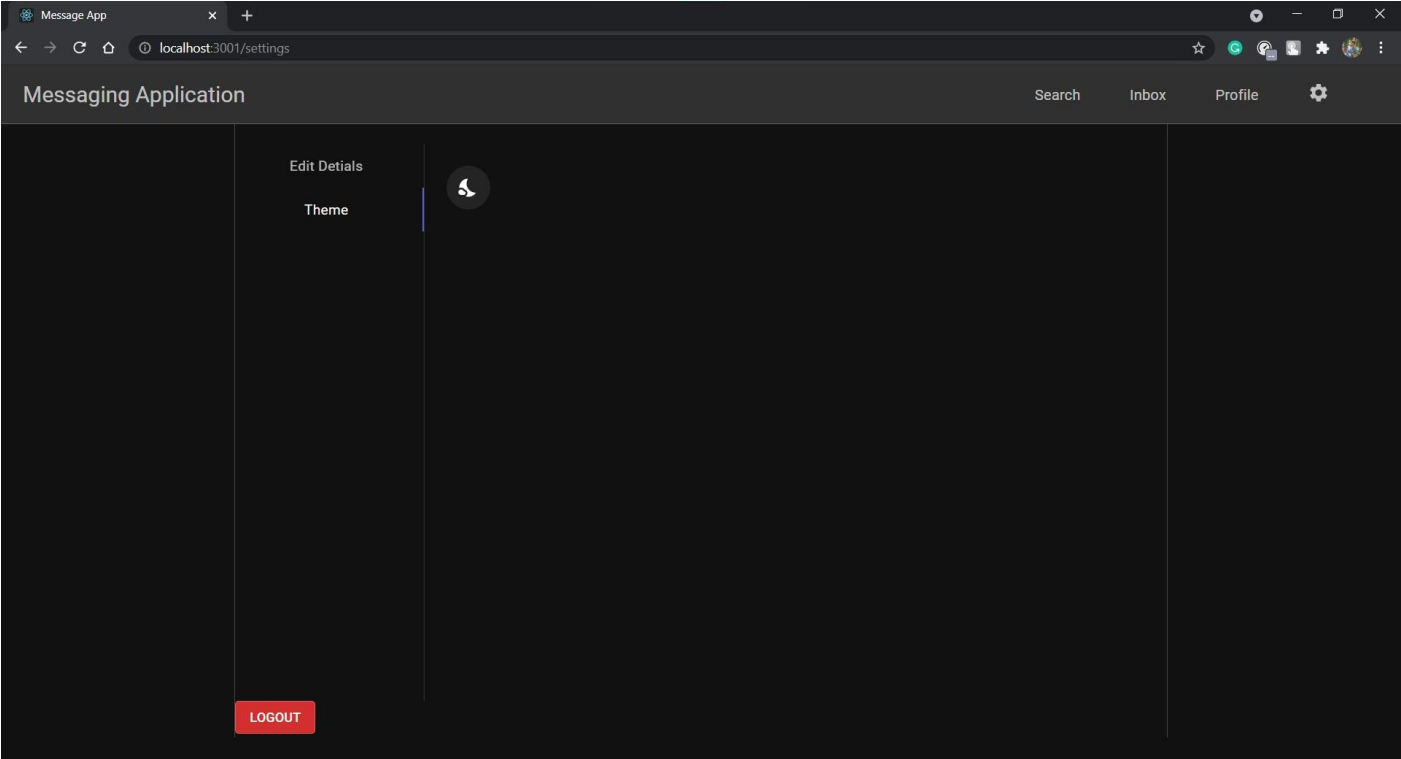 Message App
localhost:3001/settings
Messaging Application
Search
Inbox
Profile
Edit Detials
Theme
LOGOUT